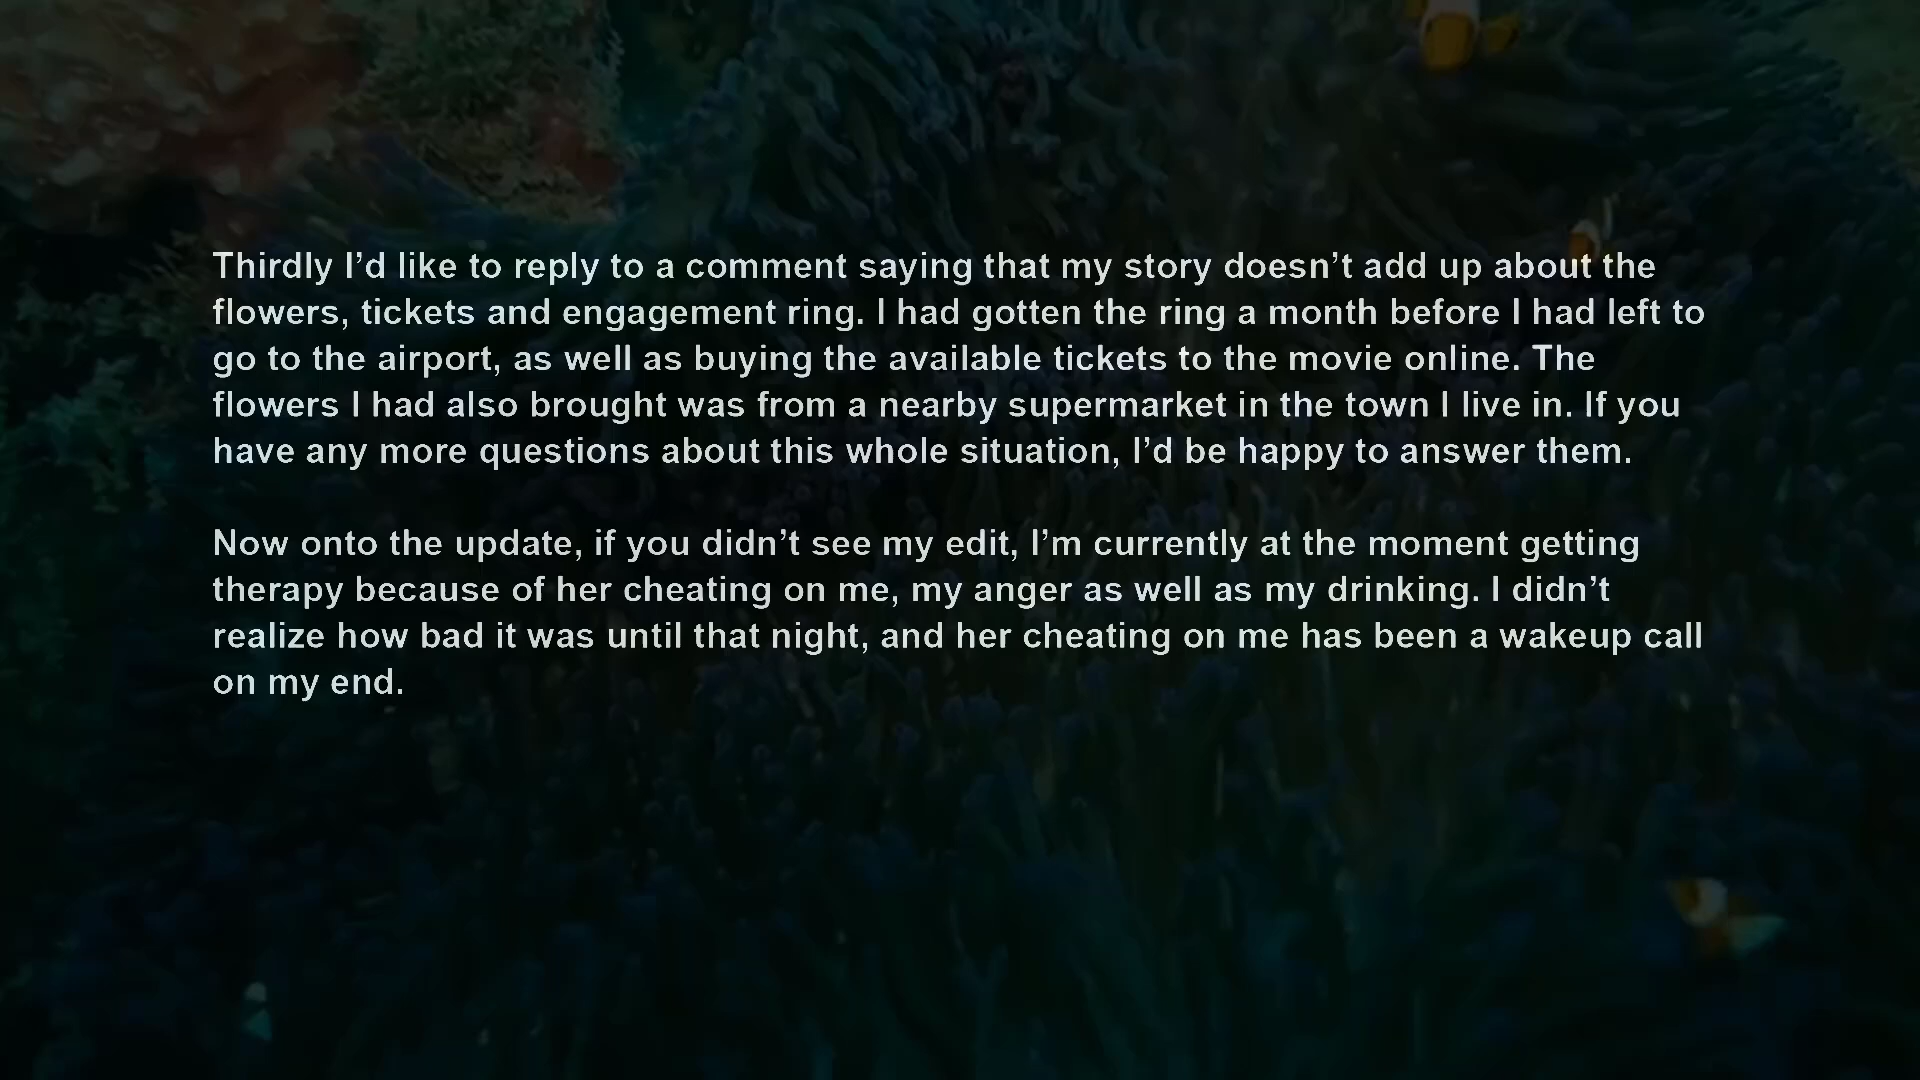 Thirdly I’d like to reply to a comment saying that my story doesn’t add up about the
flowers, tickets and engagement ring. I had gotten the ring a month before I had left to
go to the airport, as well as buying the available tickets to the movie online. The
flowers I had also brought was from a nearby supermarket in the town I live in. If you
have any more questions about this whole situation, I’d be happy to answer them.
Now onto the update, if you didn’t see my edit, I’m currently at the moment getting
therapy because of her cheating on me, my anger as well as my drinking. I didn’t
realize how bad it was until that night, and her cheating on me has been a wakeup call
on my end.